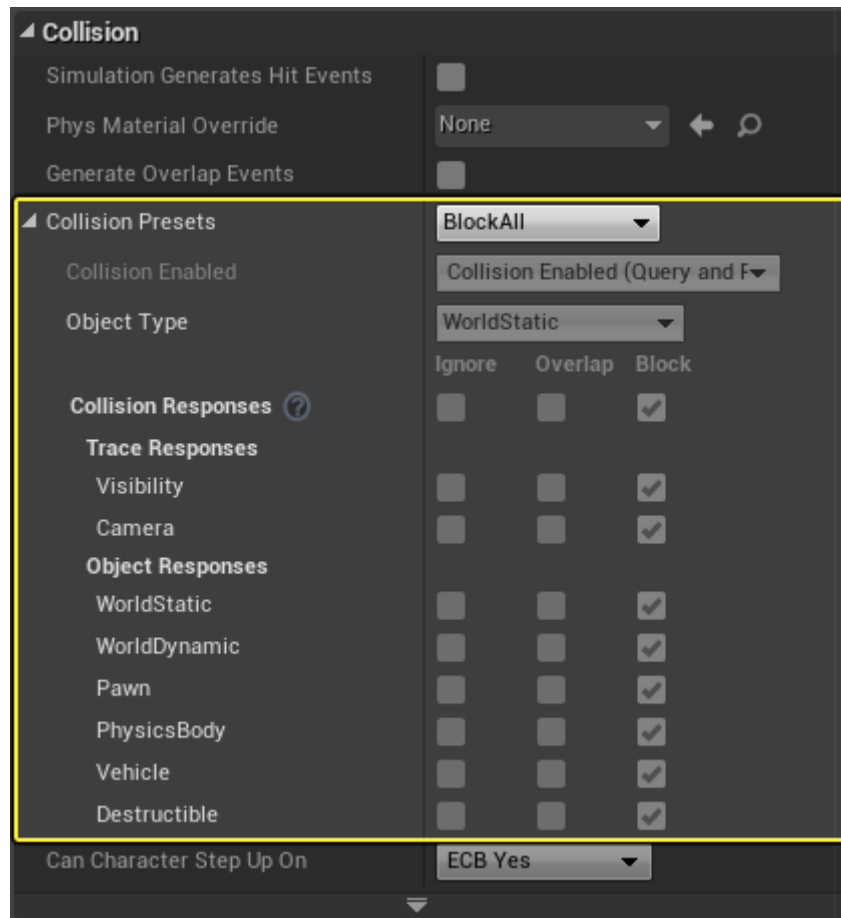 Collision
Simulation Generates Hit Events
Phys Material Override None
Generate Overlap Events
Collision Presets BlockAll
Collision Enabled Collision Enabled (Query and
Object Type WorldStatic
Ignore Overlap Block
Collision Responses ?
Trace Responses
Visibility
Camera
Object Responses
WorldStatic
WorldDynamic
Pawn
PhysicsBody
Vehicle
Destructible
Can Character Step Up On ECB Yes